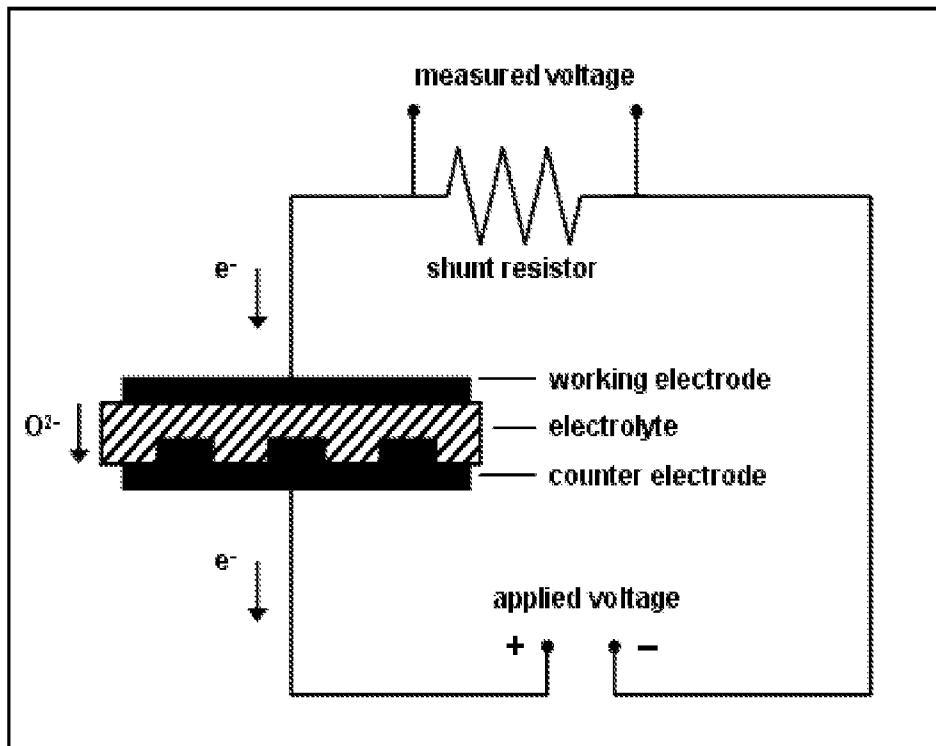 measured voltage
shunt resistor
e⁻
working electrode
O²⁻
electrolyte
counter electrode
e⁻
applied voltage
+ −